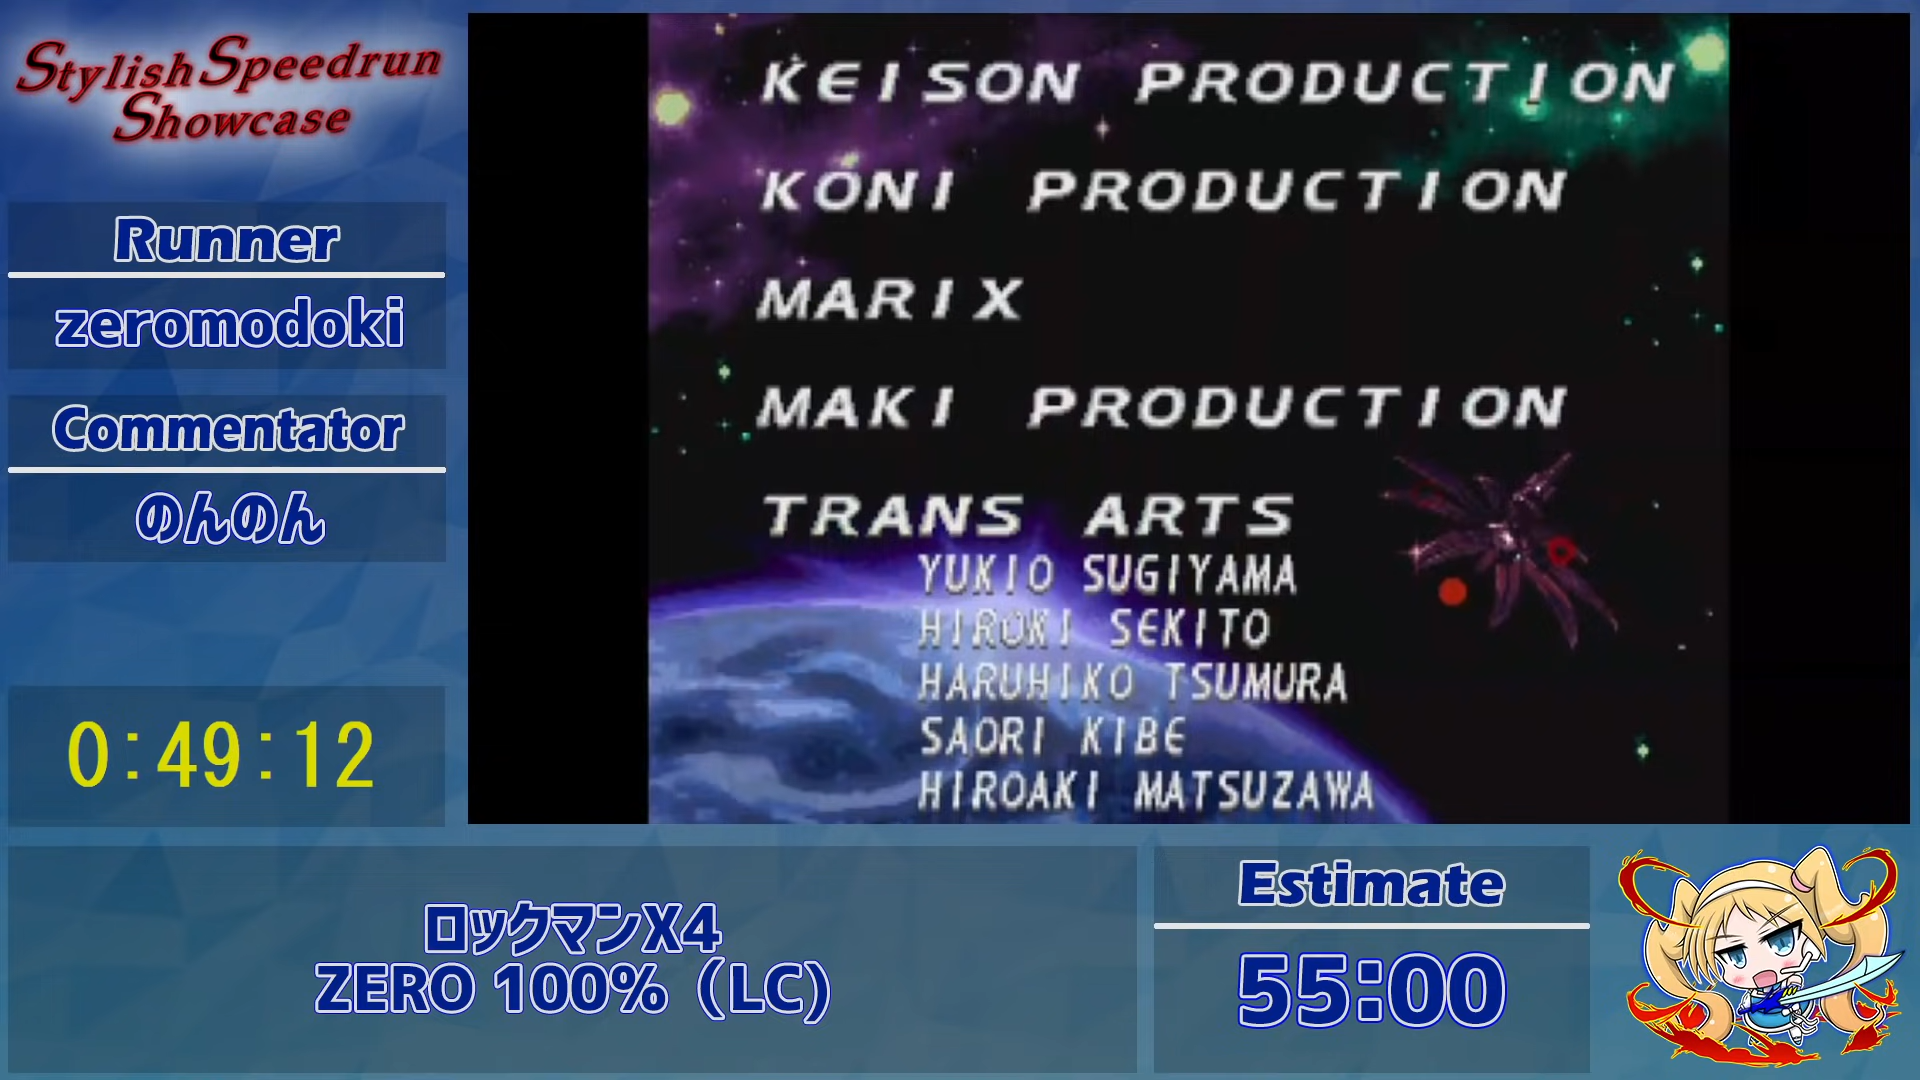 Stylish Speedrun
Showcase
Runner
zeromodoki
Commentator
のんのん
0:49:12
KEISON PRODUCTION
KONI PRODUCTION
MARIX
MAKI PRODUCTION
TRANS ARTS
YUKIO SUGIYAMA
HIROKI SEKITO
HARUHIKO TSUMURA
SAORI KIBE
HIROAKI MATSUZAWA
ロックマンX4
ZERO 100%（LC）
Estimate
55:00